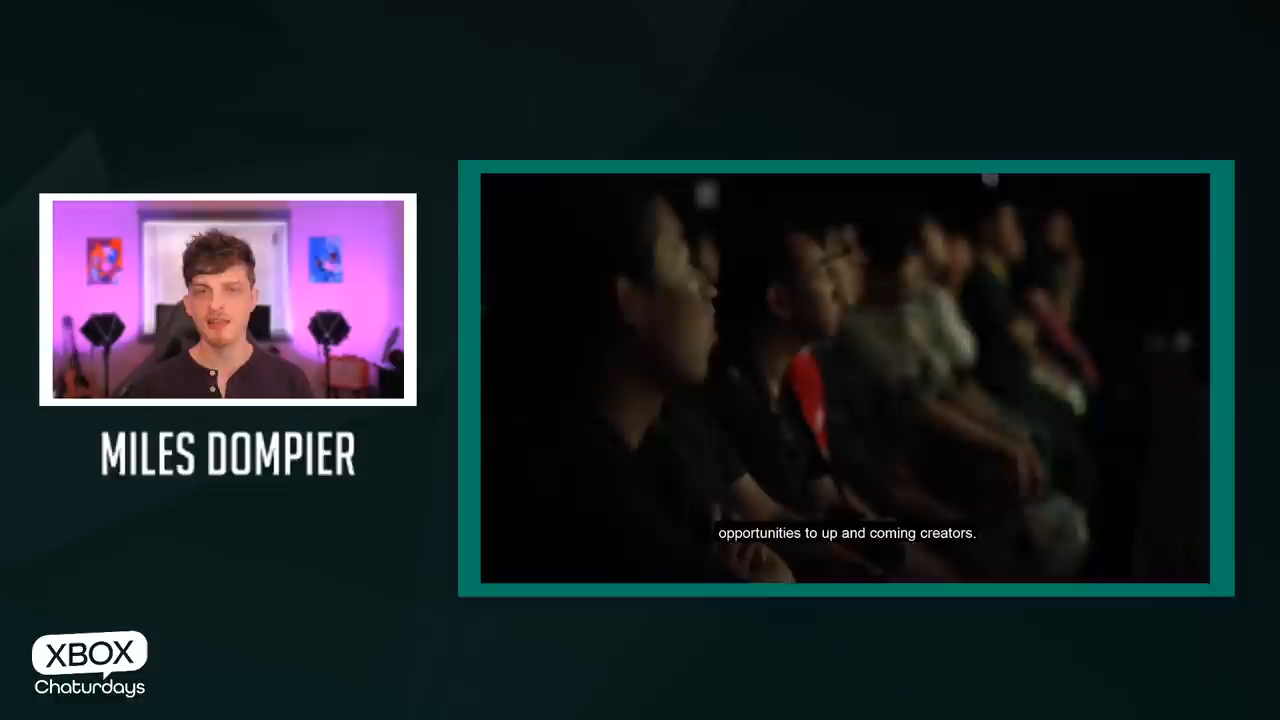 MILES DOMPIER
opportunities to up and coming creators.
XBOX
Chaturdays